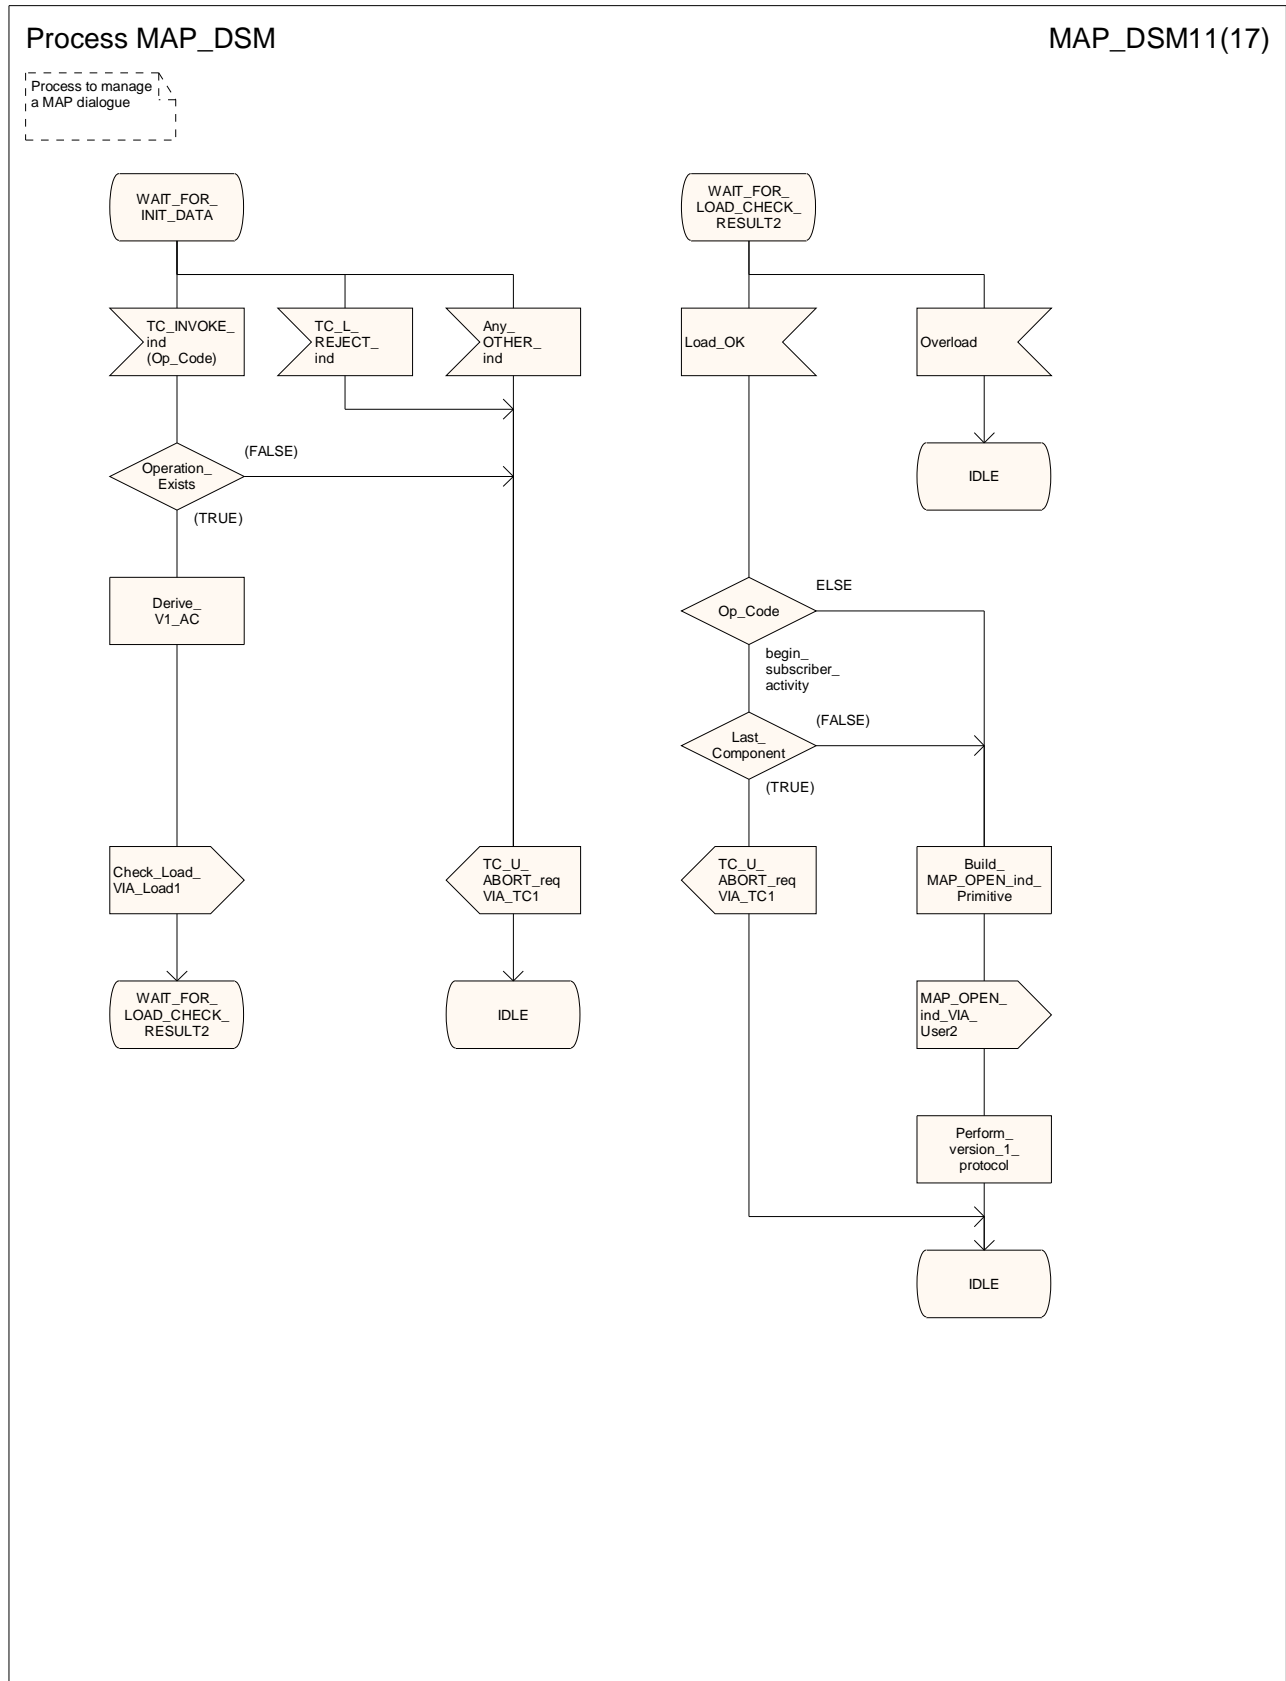 Process MAP_DSM
MAP_DSM11(17)
Process to manage
a MAP dialogue
WAIT_FOR_
INIT_DATA
TC_INVOKE_
ind
(Op_Code)
TC_L_
REJECT_
ind
Any_
OTHER_
ind
Operation_
Exists
(FALSE)
(TRUE)
Derive_
V1_AC
Check_Load_
VIA_Load1
TC_U_
ABORT_req
VIA_TC1
WAIT_FOR_
LOAD_CHECK_
RESULT2
IDLE
WAIT_FOR_
LOAD_CHECK_
RESULT2
Load_OK
Overload
IDLE
Op_Code
ELSE
begin_
subscriber_
activity
Last_
Component
(FALSE)
(TRUE)
TC_U_
ABORT_req
VIA_TC1
Build_
MAP_OPEN_ind_
Primitive
MAP_OPEN_
ind_VIA_
User2
Perform_
version_1_
protocol
IDLE